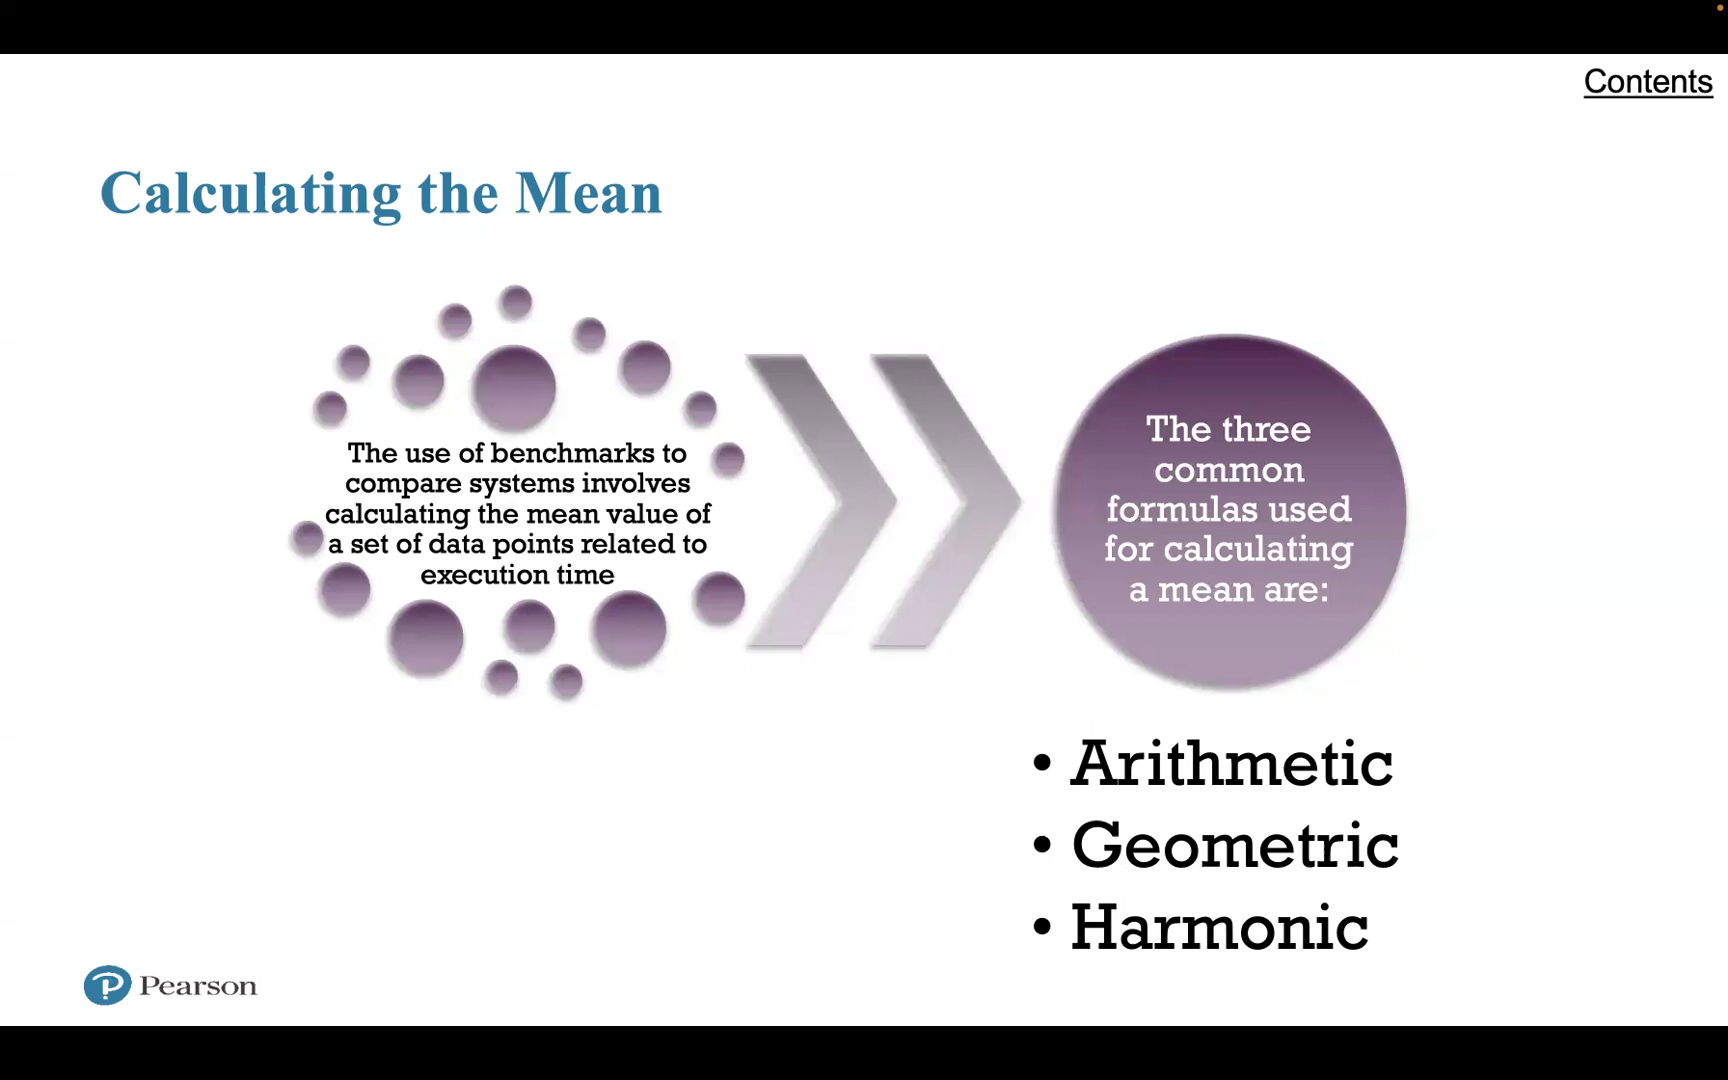 Contents
Calculating the Mean
The use of benchmarks to
compare systems involves
calculating the mean value of
a set of data points related to
execution time
The three
common
formulas used
for calculating
a mean are:
• Arithmetic
• Geometric
• Harmonic
Pearson